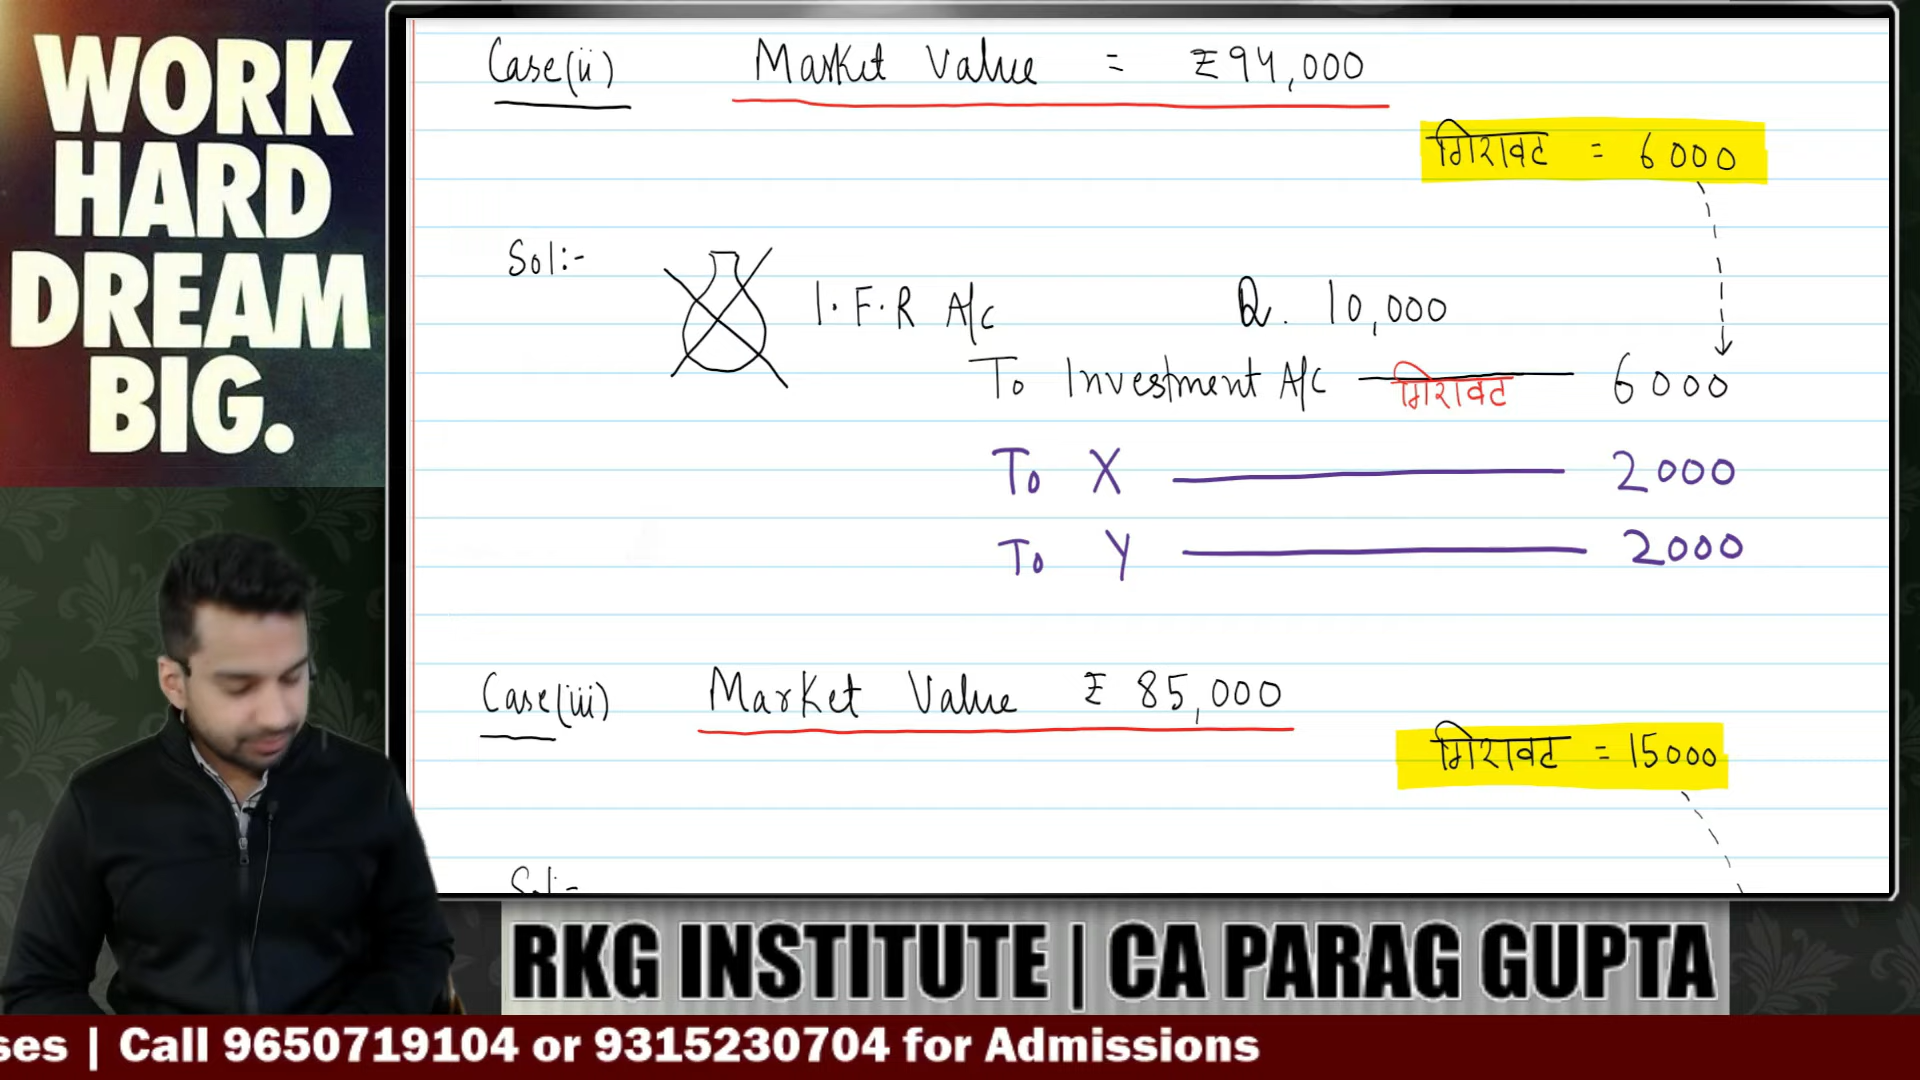 WORK
HARD
DREAM
BIG.
Case(ii) Market Value = ₹94,000
गिरावट = 6000
Sol:-
I.F.R A/c Dr. 10,000
To Investment A/c गिरावट 6000
To X 2000
To Y 2000
Case(iii) Market Value ₹ 85,000
गिरावट = 15000
Sol:-
RKG INSTITUTE | CA PARAG GUPTA
ses | Call 9650719104 or 9315230704 for Admissions